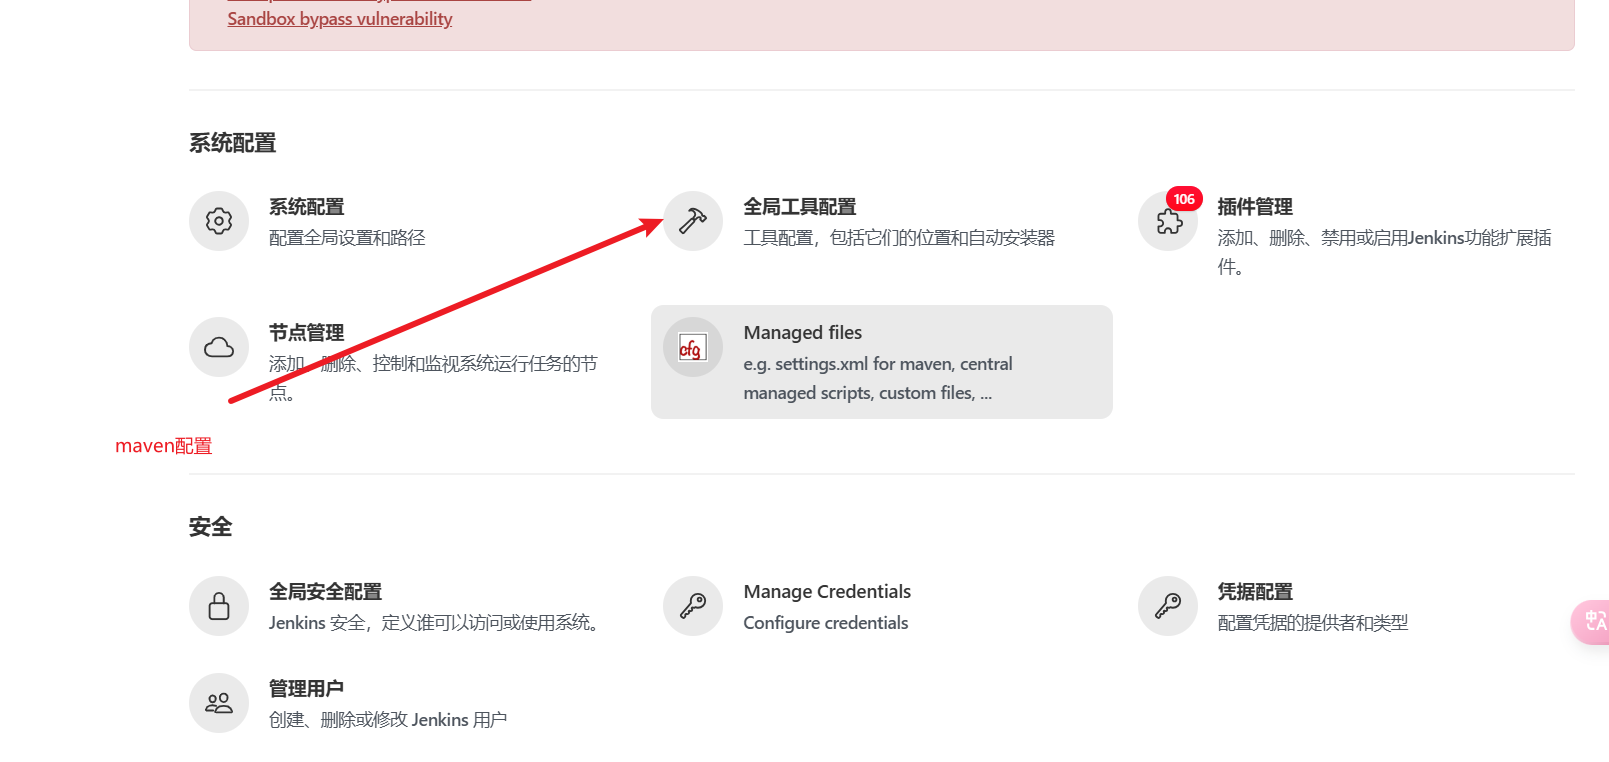 Sandbox bypass vulnerability
系统配置
系统配置
配置全局设置和路径
全局工具配置
工具配置，包括它们的位置和自动安装器
106
插件管理
添加、删除、禁用或启用Jenkins功能扩展插
件。
节点管理
添加、删除、控制和监视系统运行任务的节
点。
cfg
Managed files
e.g. settings.xml for maven, central
managed scripts, custom files, ...
maven配置
安全
全局安全配置
Jenkins 安全，定义谁可以访问或使用系统。
Manage Credentials
Configure credentials
凭据配置
配置凭据的提供者和类型
中A
管理用户
创建、删除或修改 Jenkins 用户